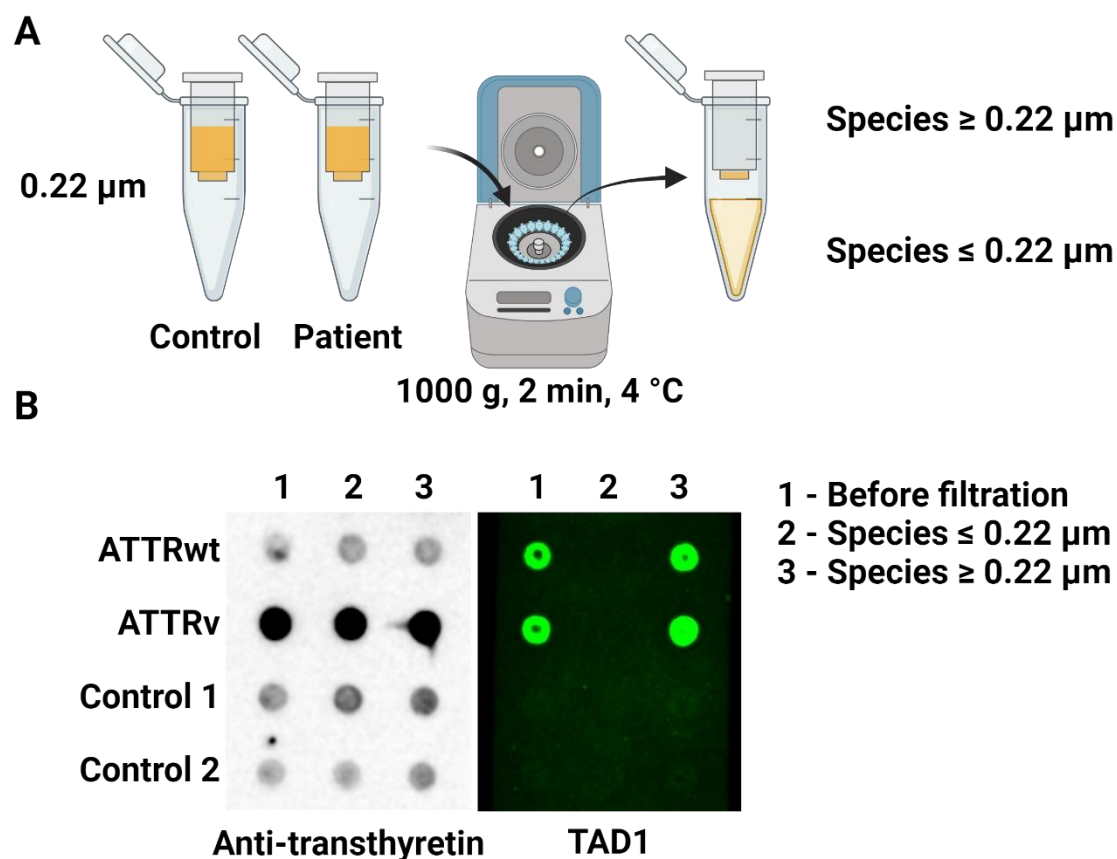 A
0.22 µm
Species ≥ 0.22 µm
Species ≤ 0.22 µm
Control Patient
1000 g, 2 min, 4 °C
B
1 2 3 1 2 3
1 - Before filtration
2 - Species ≤ 0.22 µm
3 - Species ≥ 0.22 µm
ATTRwt
ATTRv
Control 1
Control 2
Anti-transthyretin TAD1